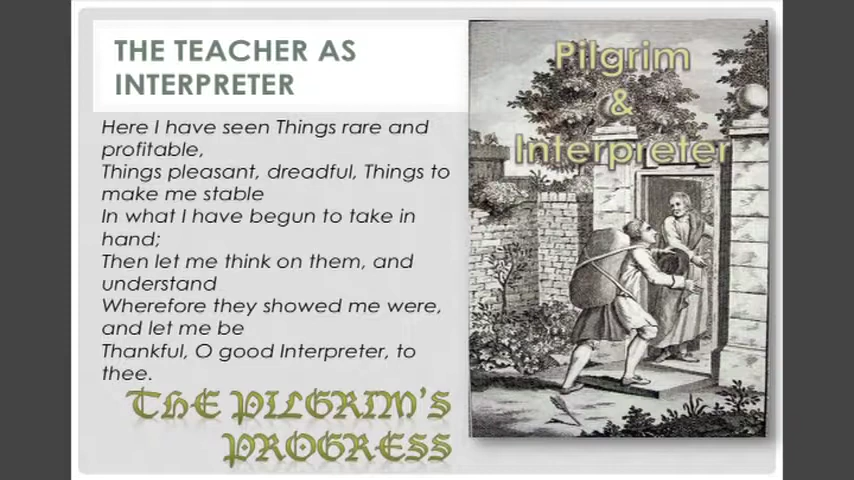 THE TEACHER AS
INTERPRETER
Here I have seen Things rare and
profitable,
Things pleasant, dreadful, Things to
make me stable
In what I have begun to take in
hand;
Then let me think on them, and
understand
Wherefore they showed me were,
and let me be
Thankful, O good Interpreter, to
thee.
THE PILGRIM'S
PROGRESS
Pilgrim
&
Interpreter